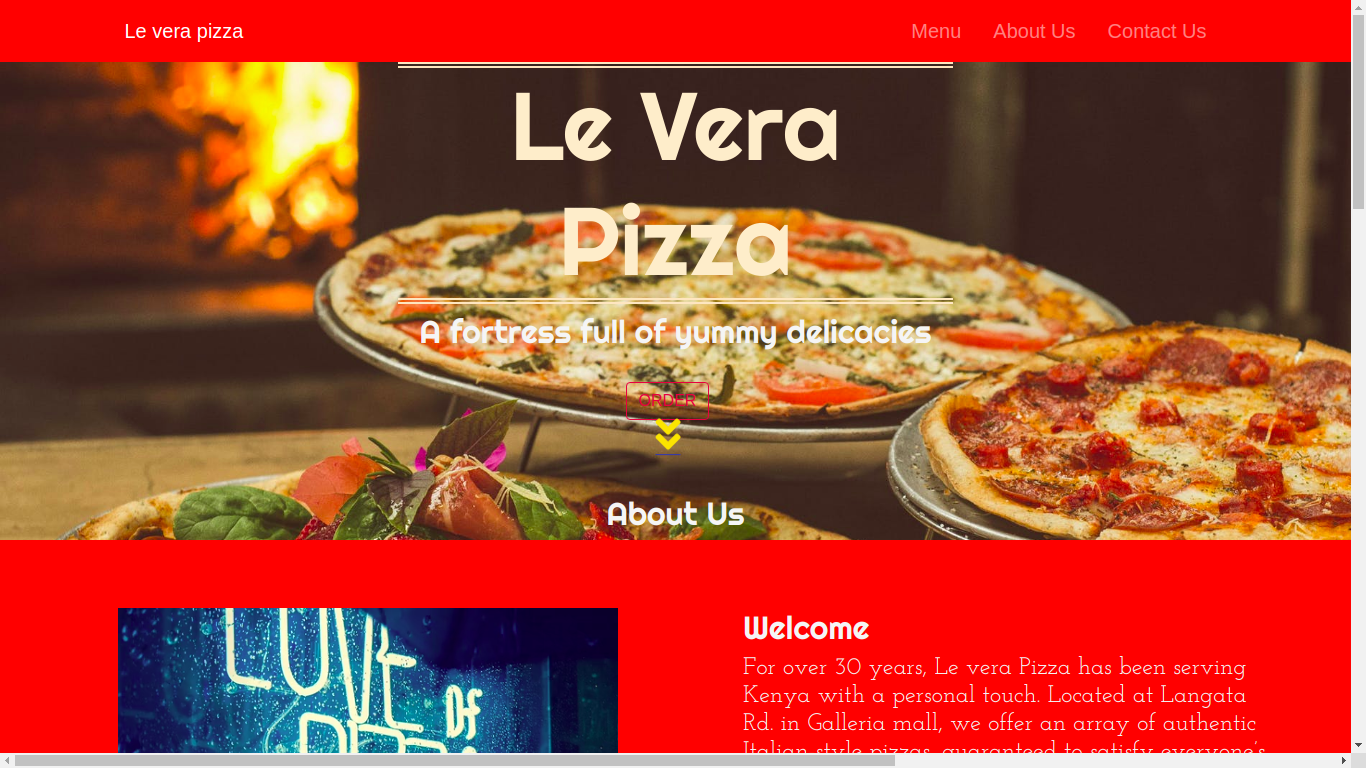 Le vera pizza Menu About Us Contact Us
Le Vera
Pizza
A fortress full of yummy delicacies
ORDER
About Us
LOVE
OF
Welcome
For over 30 years, Le vera Pizza has been serving
Kenya with a personal touch. Located at Langata
Rd. in Galleria mall, we offer an array of authentic
Italian style pizzas, guaranteed to satisfy everyone's